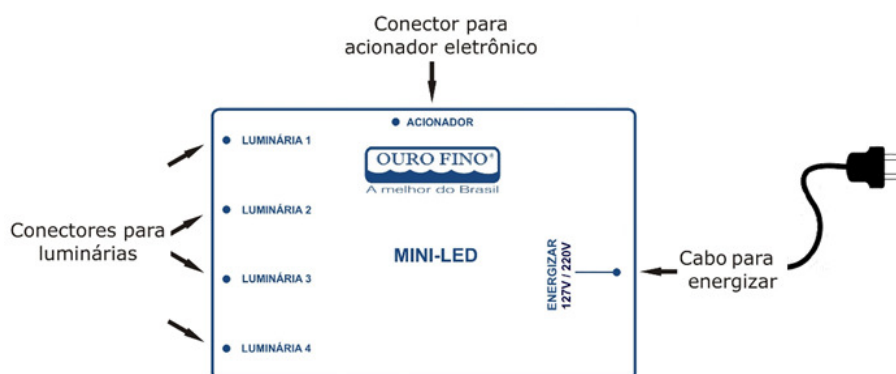 Conector para
acionador eletrônico
ACIONADOR
LUMINÁRIA 1
OURO FINO®
A melhor do Brasil
LUMINÁRIA 2
Conectores para
luminárias
MINI-LED
ENERGIZAR
127V / 220V
Cabo para
energizar
LUMINÁRIA 3
LUMINÁRIA 4